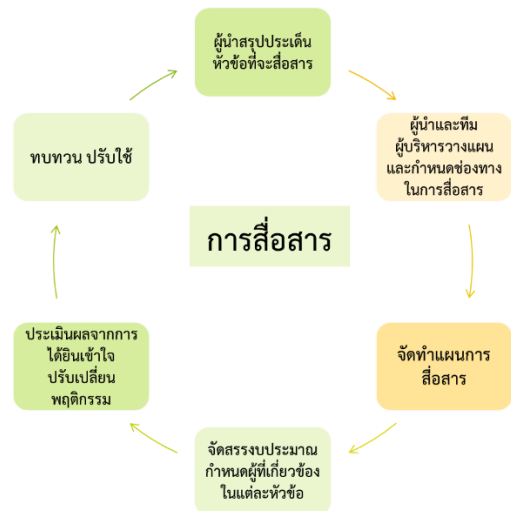 ผู้นำสรุปประเด็น
หัวข้อที่จะสื่อสาร
ผู้นำและทีม
ผู้บริหารวางแผน
และกำหนดช่องทาง
ในการสื่อสาร
จัดทำแผนการ
สื่อสาร
จัดสรรงบประมาณ
กำหนดผู้ที่เกี่ยวข้อง
ในแต่ละหัวข้อ
ประเมินผลจากการ
ได้ยินเข้าใจ
ปรับเปลี่ยน
พฤติกรรม
ทบทวน ปรับใช้
การสื่อสาร